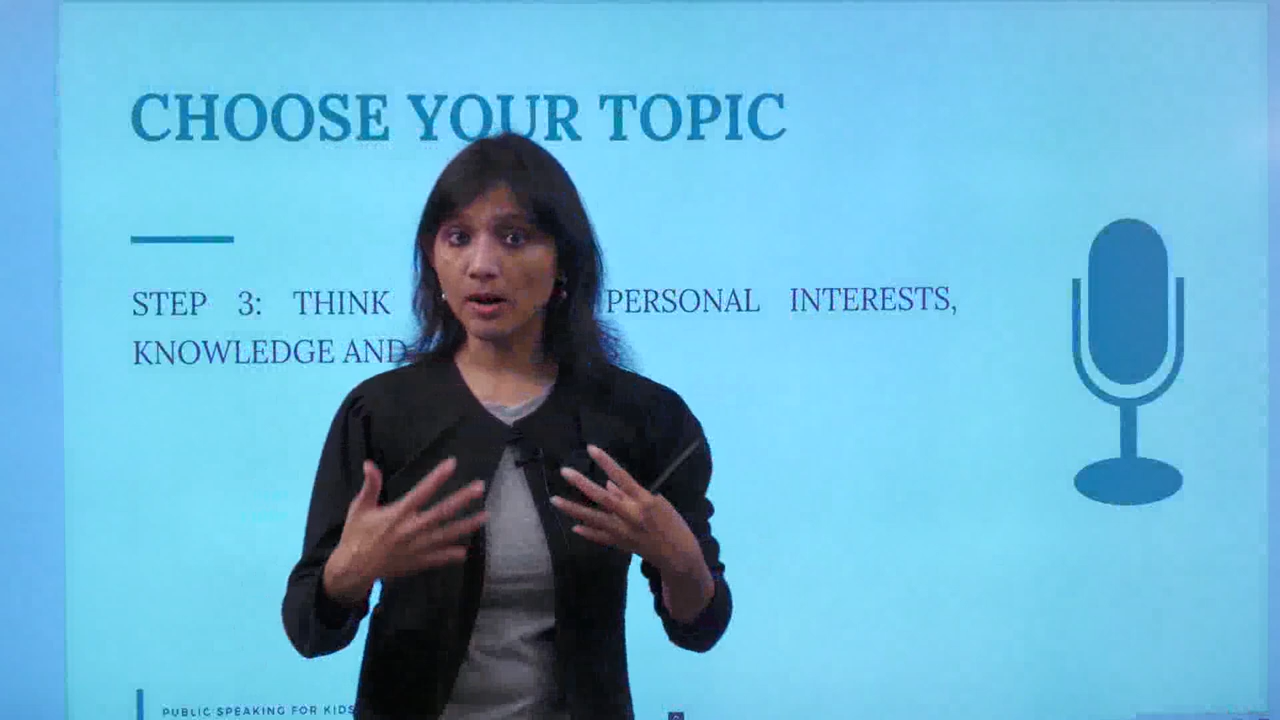 CHOOSE YOUR TOPIC
STEP 3: THINK PERSONAL INTERESTS,
KNOWLEDGE AND
PUBLIC SPEAKING FOR KIDS